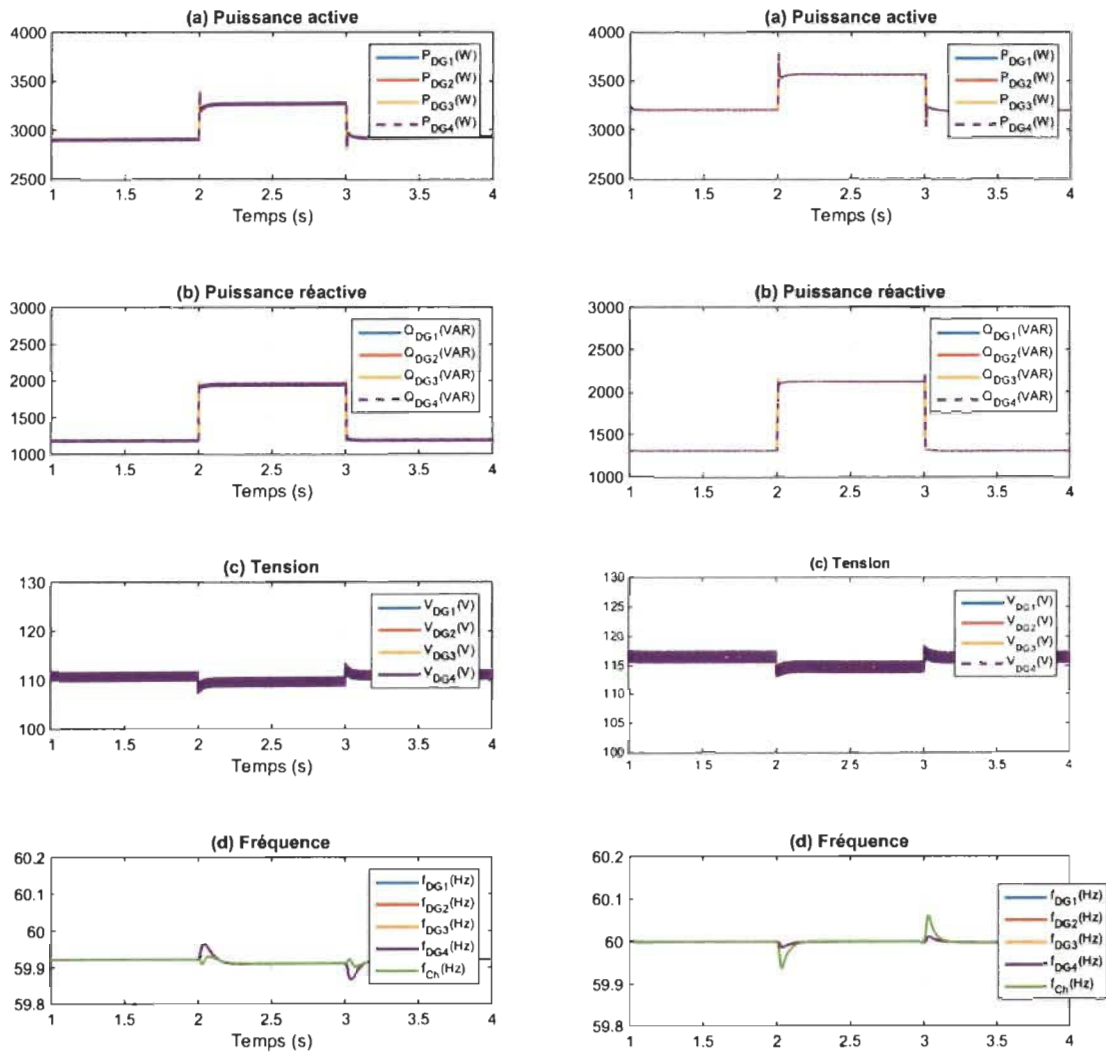 (a) Puissance active
4000
3500
3000
2500
P_DG1(W)
P_DG2(W)
P_DG3(W)
P_DG4(W)
1 1.5 2 2.5 3 3.5 4
Temps (s)
(a) Puissance active
4000
3500
3000
2500
P_DG1(W)
P_DG2(W)
P_DG3(W)
P_DG4(W)
1 1.5 2 2.5 3 3.5 4
Temps (s)
(b) Puissance réactive
3000
2500
2000
1500
1000
Q_DG1(VAR)
Q_DG2(VAR)
Q_DG3(VAR)
Q_DG4(VAR)
1 1.5 2 2.5 3 3.5 4
Temps (s)
(b) Puissance réactive
3000
2500
2000
1500
1000
Q_DG1(VAR)
Q_DG2(VAR)
Q_DG3(VAR)
Q_DG4(VAR)
1 1.5 2 2.5 3 3.5 4
(c) Tension
130
120
110
100
V_DG1(V)
V_DG2(V)
V_DG3(V)
V_DG4(V)
1 1.5 2 2.5 3 3.5 4
Temps (s)
(c) Tension
130
125
120
115
110
105
100
V_DG1(V)
V_DG2(V)
V_DG3(V)
V_DG4(V)
1 1.5 2 2.5 3 3.5 4
(d) Fréquence
60.2
60.1
60
59.9
59.8
f_DG1(Hz)
f_DG2(Hz)
f_DG3(Hz)
f_DG4(Hz)
f_Ch(Hz)
1 1.5 2 2.5 3 3.5 4
Temps (s)
(d) Fréquence
60.2
60.1
60
59.9
59.8
f_DG1(Hz)
f_DG2(Hz)
f_DG3(Hz)
f_DG4(Hz)
f_Ch(Hz)
1 1.5 2 2.5 3 3.5 4